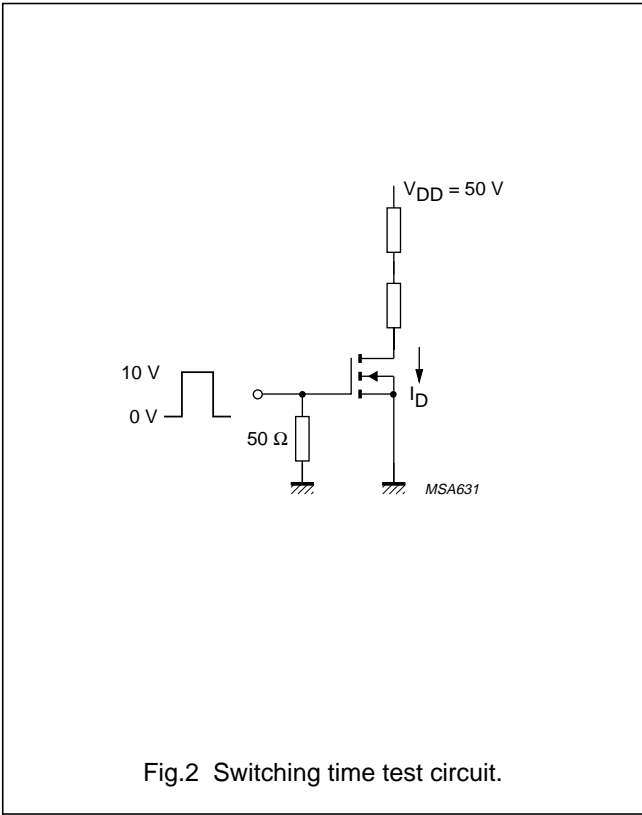 V_DD = 50 V
10 V
0 V
I_D
50 Ω
MSA631
Fig.2 Switching time test circuit.